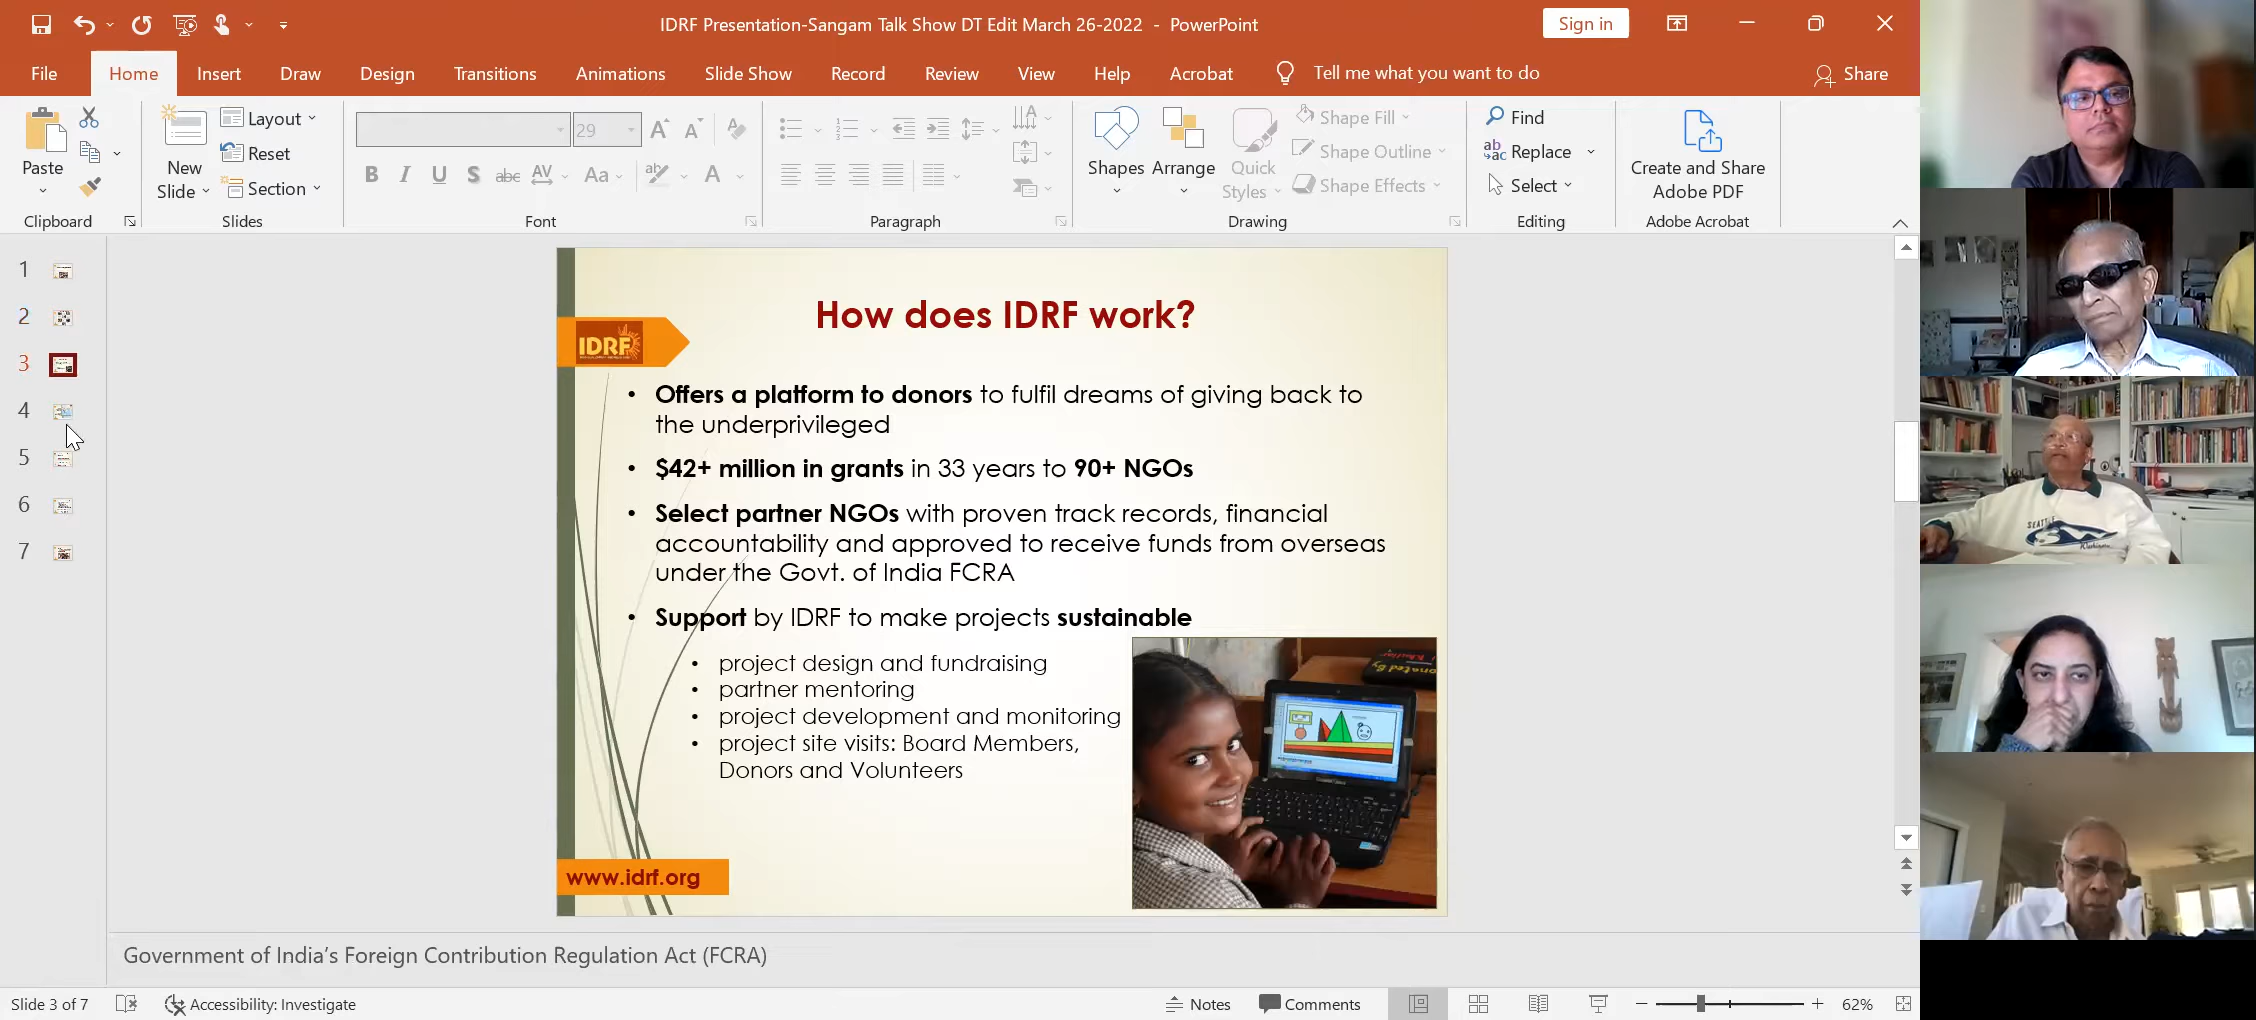 IDRF Presentation-Sangam Talk Show DT Edit March 26-2022 - PowerPoint
Sign in
File Home Insert Draw Design Transitions Animations Slide Show Record Review View Help Acrobat Tell me what you want to do Share
Paste
Clipboard
New Slide
Layout
Reset
Section
Slides
29
B I U S abc AV Aa A
Font
Paragraph
Shapes
Arrange
Quick Styles
Shape Fill
Shape Outline
Shape Effects
Drawing
Find
Replace
Select
Editing
Create and Share
Adobe PDF
Adobe Acrobat
1
2
3
4
5
6
7
How does IDRF work?
IDRF
• Offers a platform to donors to fulfil dreams of giving back to
the underprivileged
• $42+ million in grants in 33 years to 90+ NGOs
• Select partner NGOs with proven track records, financial
accountability and approved to receive funds from overseas
under the Govt. of India FCRA
• Support by IDRF to make projects sustainable
• project design and fundraising
• partner mentoring
• project development and monitoring
• project site visits: Board Members,
Donors and Volunteers
www.idrf.org
SEATTLE
Washington
Government of India’s Foreign Contribution Regulation Act (FCRA)
Slide 3 of 7
Accessibility: Investigate
Notes
Comments
62%